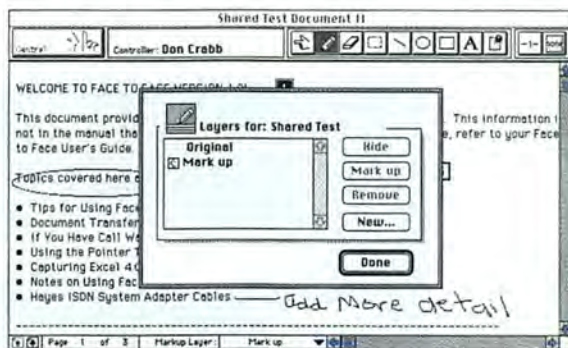 Shared Test Document II
Control
Controller: Don Crabb
A
WELCOME TO FACE TO FACE VERSION 1.01
This document provid
This information i
not in the manual tha
e, refer to your Face
to Face User's Guide.
Topics covered here a
• Tips for Using Face
• Document Transfer
• If You Have Call Wa
• Using the Pointer T
• Capturing Excel 4.0
• Notes on Using Fac
• Hayes ISDN System Adapter Cables
add more detail
Layers for: Shared Test
Original
Mark up
Hide
Mark up
Remove
New...
Done
Page 1 of 3
Markup Layer:
Mark up